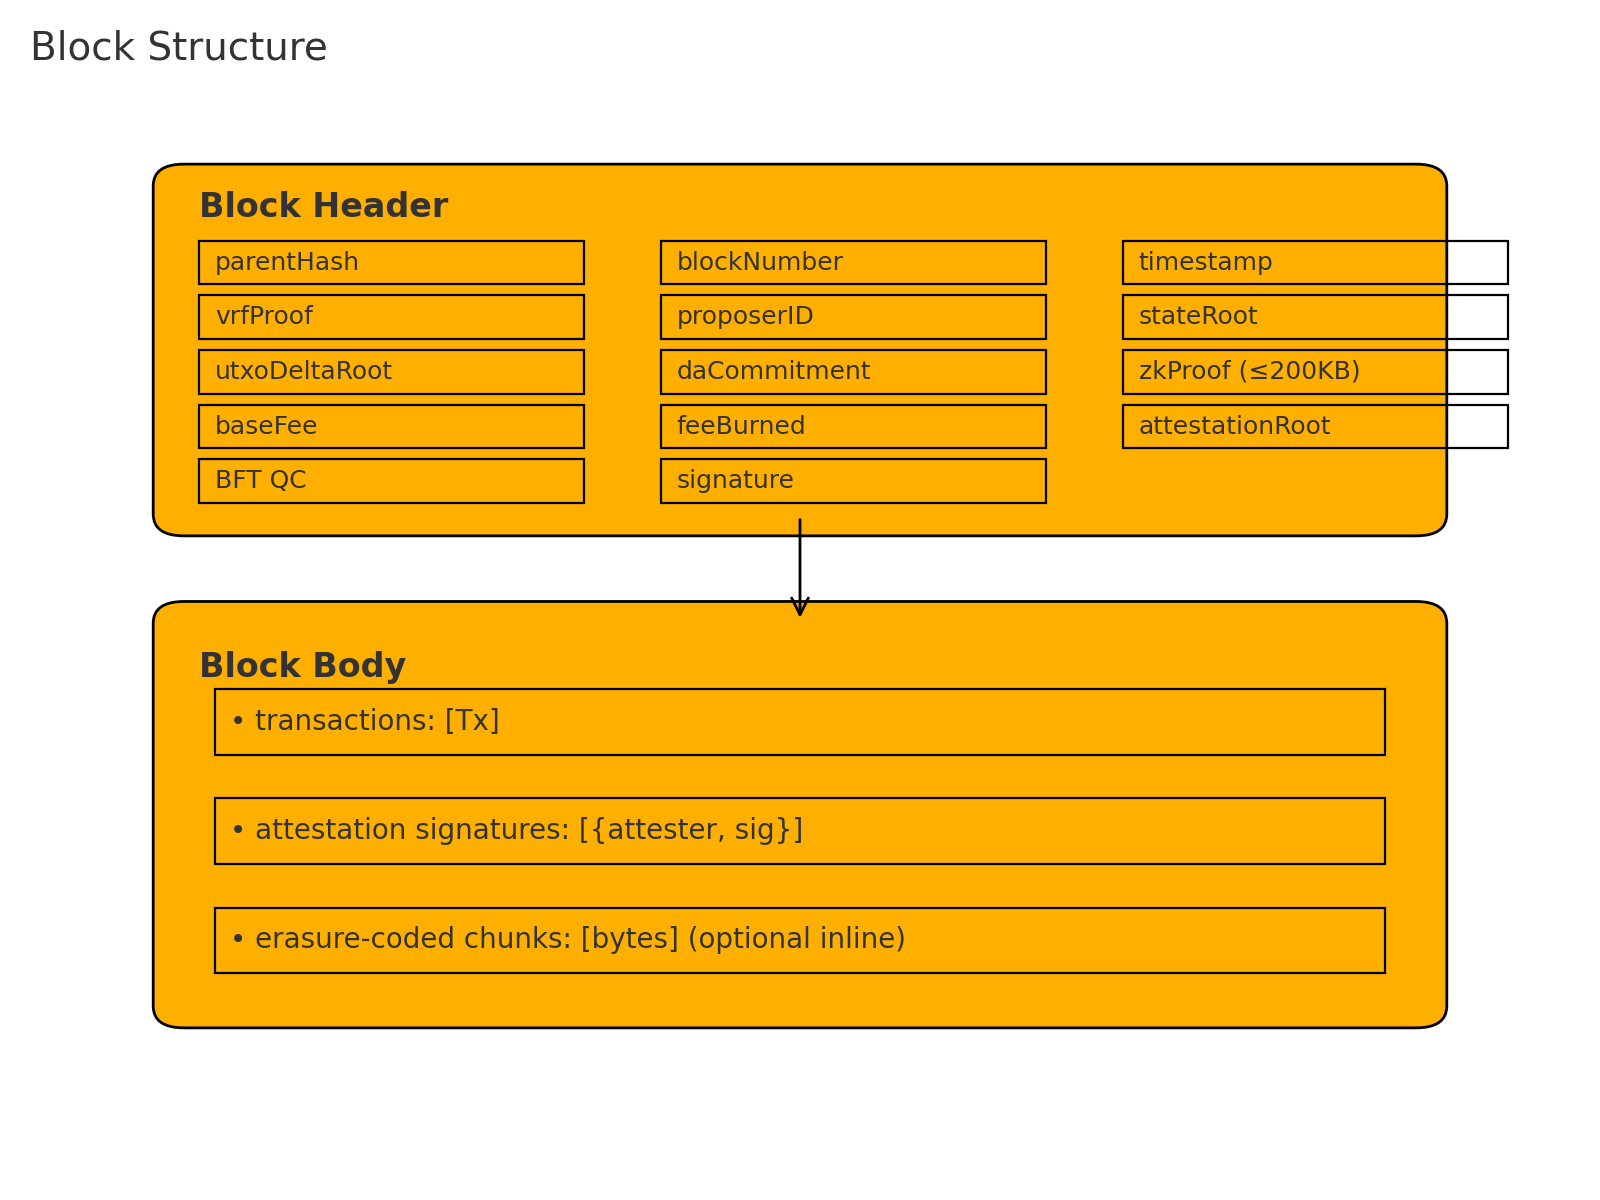 Block Structure
Block Header
parentHash
blockNumber
timestamp
vrfProof
proposerID
stateRoot
utxoDeltaRoot
daCommitment
zkProof (≤200KB)
baseFee
feeBurned
attestationRoot
BFT QC
signature
Block Body
• transactions: [Tx]
• attestation signatures: [{attester, sig}]
• erasure-coded chunks: [bytes] (optional inline)